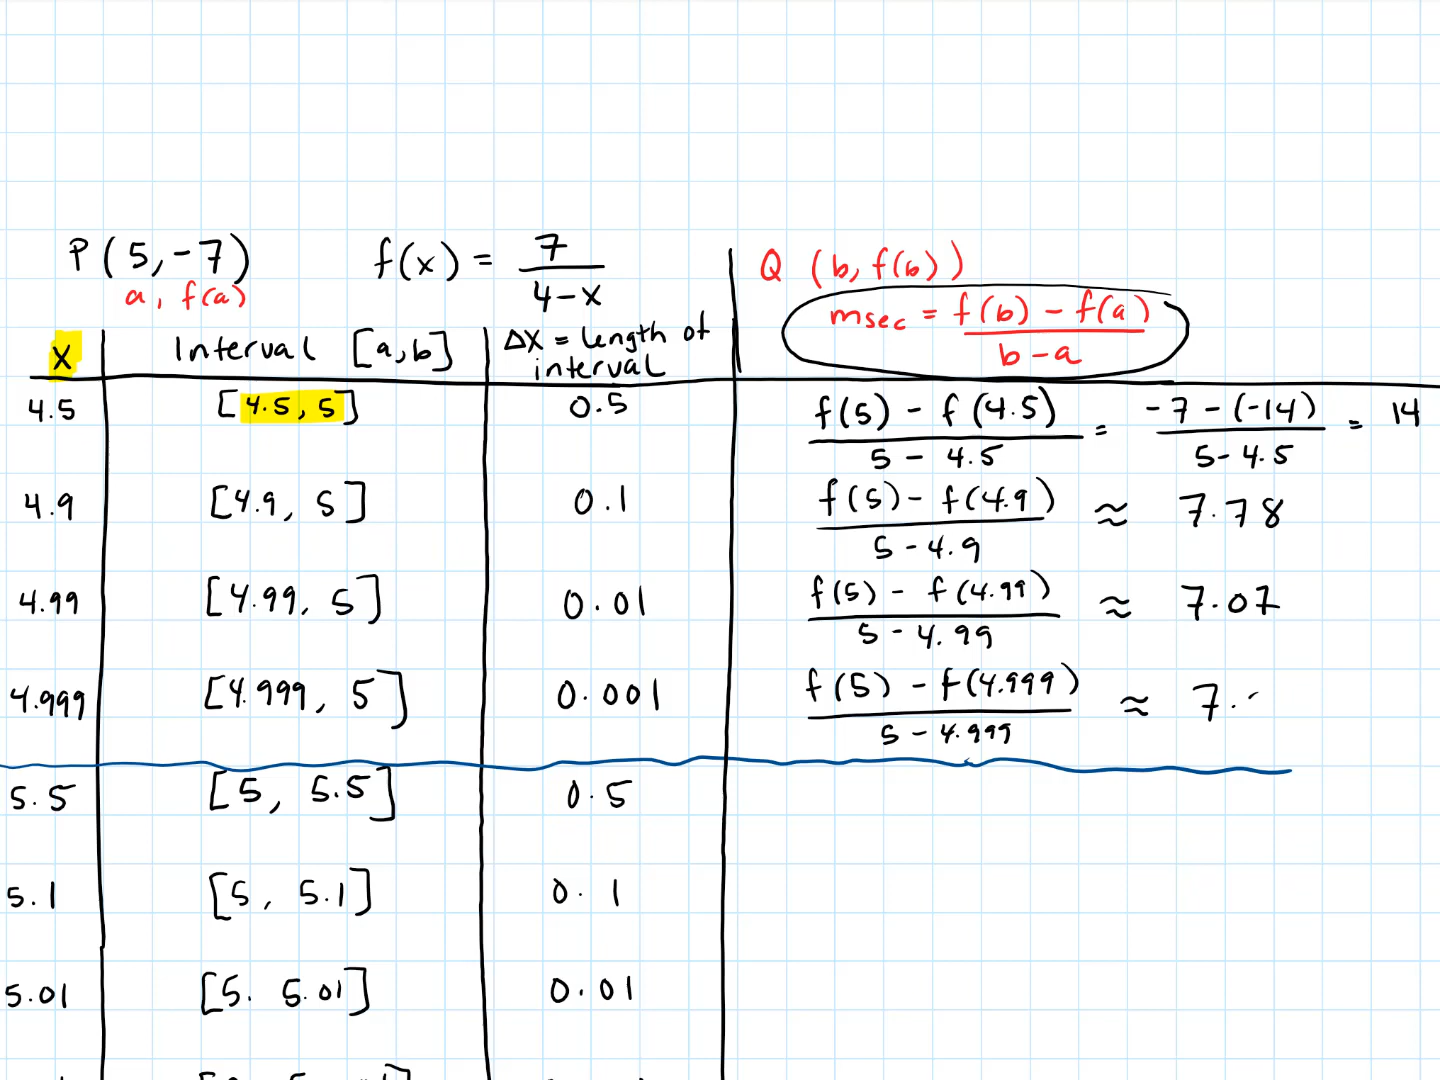 P (5, -7) f(x) = 7/(4-x) Q (b, f(b))
a, f(a) msec = (f(b) - f(a))/(b-a)
x Interval [a,b] Δx = length of interval
4.5 [4.5, 5] 0.5 (f(5) - f(4.5))/(5 - 4.5) = (-7 - (-14))/(5-4.5) = 14
4.9 [4.9, 5] 0.1 (f(5) - f(4.9))/(5 - 4.9) ≈ 7.78
4.99 [4.99, 5] 0.01 (f(5) - f(4.99))/(5 - 4.99) ≈ 7.07
4.999 [4.999, 5] 0.001 (f(5) - f(4.999))/(5 - 4.999) ≈ 7.
5.5 [5, 5.5] 0.5
5.1 [5, 5.1] 0.1
5.01 [5. 5.01] 0.01